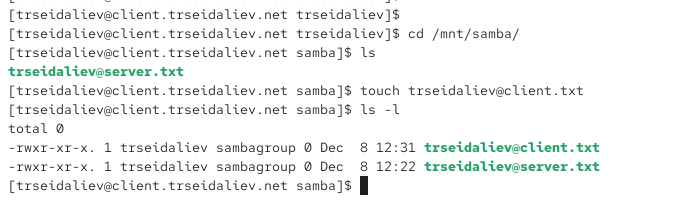 [trseidaliev@client.trseidaliev.net trseidaliev]$
[trseidaliev@client.trseidaliev.net trseidaliev]$ cd /mnt/samba/
[trseidaliev@client.trseidaliev.net samba]$ ls
trseidaliev@server.txt
[trseidaliev@client.trseidaliev.net samba]$ touch trseidaliev@client.txt
[trseidaliev@client.trseidaliev.net samba]$ ls -l
total 0
-rwxr-xr-x. 1 trseidaliev sambagroup 0 Dec  8 12:31 trseidaliev@client.txt
-rwxr-xr-x. 1 trseidaliev sambagroup 0 Dec  8 12:22 trseidaliev@server.txt
[trseidaliev@client.trseidaliev.net samba]$